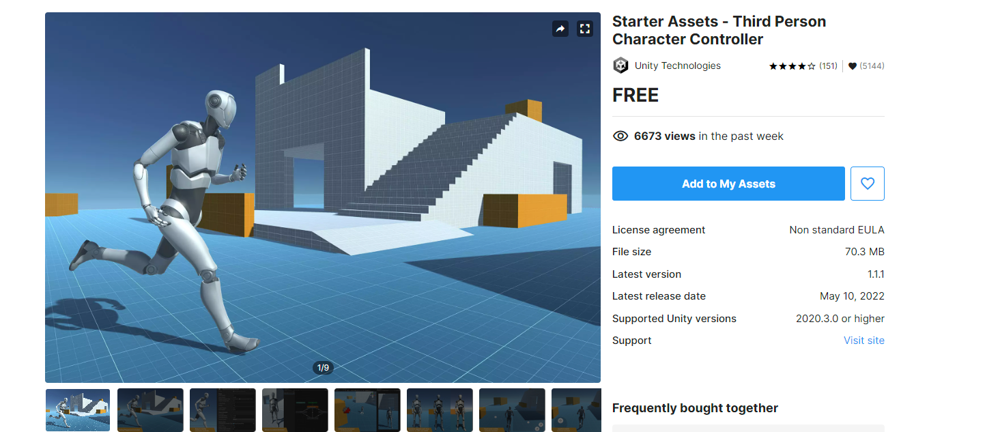 Starter Assets - Third Person
Character Controller
Unity Technologies
★★★★☆ (151) | ♥ (5144)
FREE
6673 views in the past week
Add to My Assets
License agreement Non standard EULA
File size 70.3 MB
Latest version 1.1.1
Latest release date May 10, 2022
Supported Unity versions 2020.3.0 or higher
Support Visit site
1/9
Frequently bought together